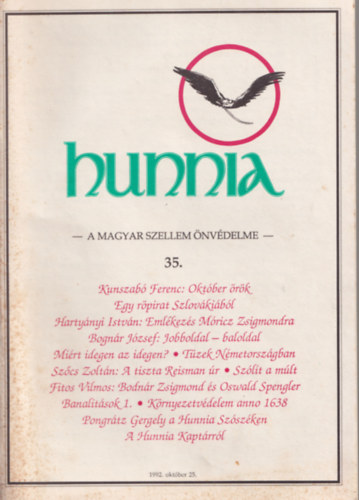 hunnia
— A MAGYAR SZELLEM ÖNVÉDELME —
35.
Kunszabó Ferenc: Október örök
Egy röpirat Szlovákiából
Hartyányi István: Emlékezés Móricz Zsigmondra
Bognár József: Jobboldal – baloldal
Miért idegen az idegen? • Tüzek Németországban
Szőcs Zoltán: A tiszta Reisman úr • Szólít a múlt
Fitos Vilmos: Bodnár Zsigmond és Oswald Spengler
Banalitások 1. • Környezetvédelem anno 1638
Pongrátz Gergely a Hunnia Szószéken
A Hunnia Kaptárról
1992. október 25.